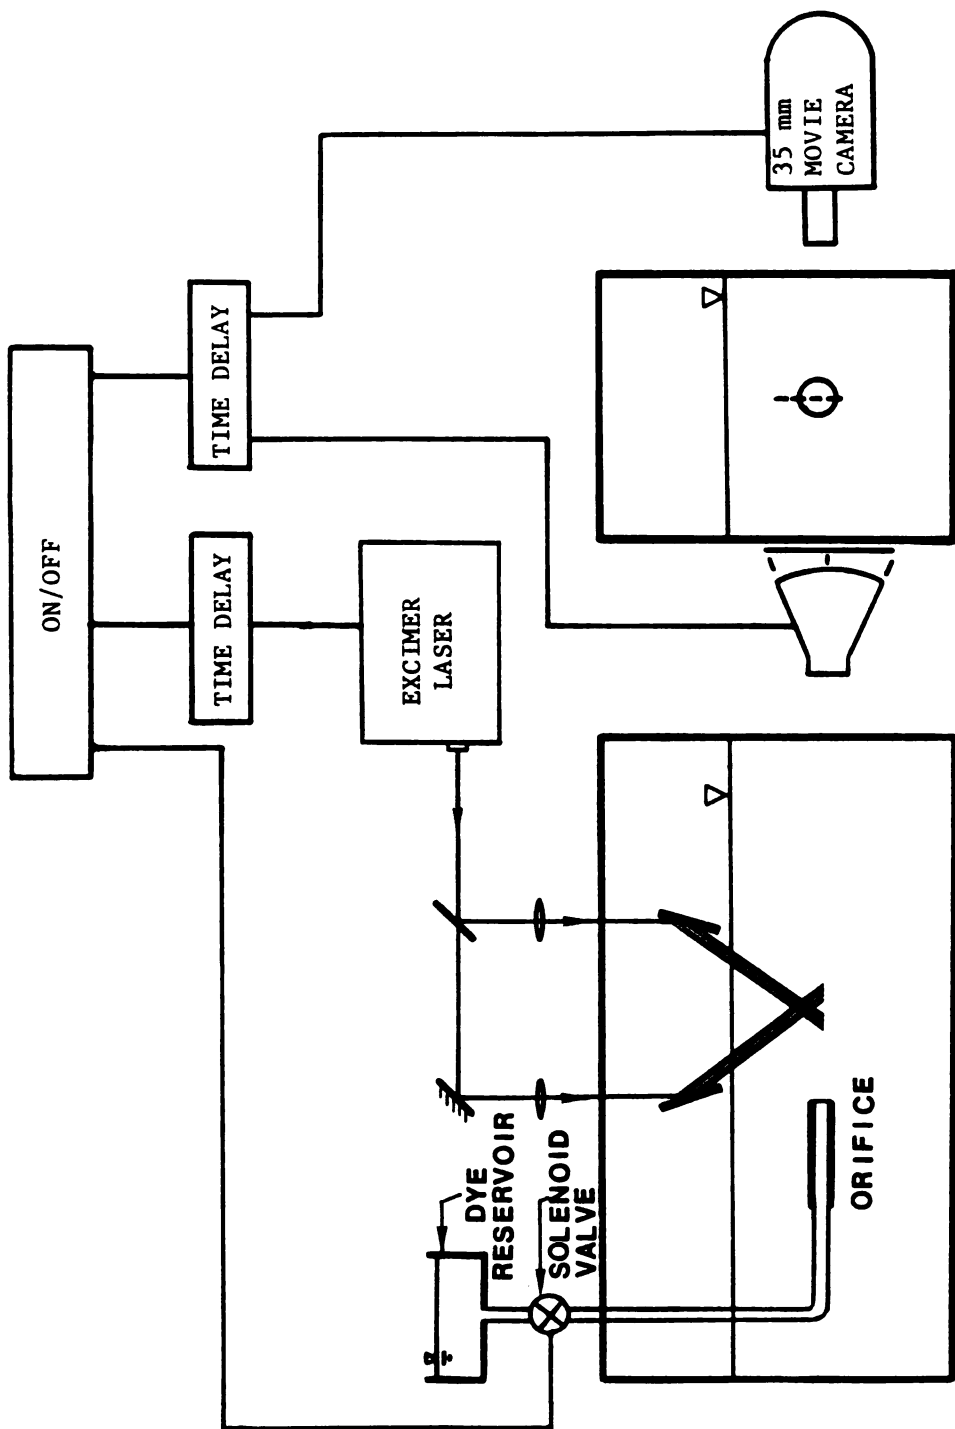 35 mm
MOVIE
CAMERA
TIME DELAY
ON/OFF
TIME DELAY
EXCIMER
LASER
DYE
RESERVOIR
SOLENOID
VALVE
ORIFICE